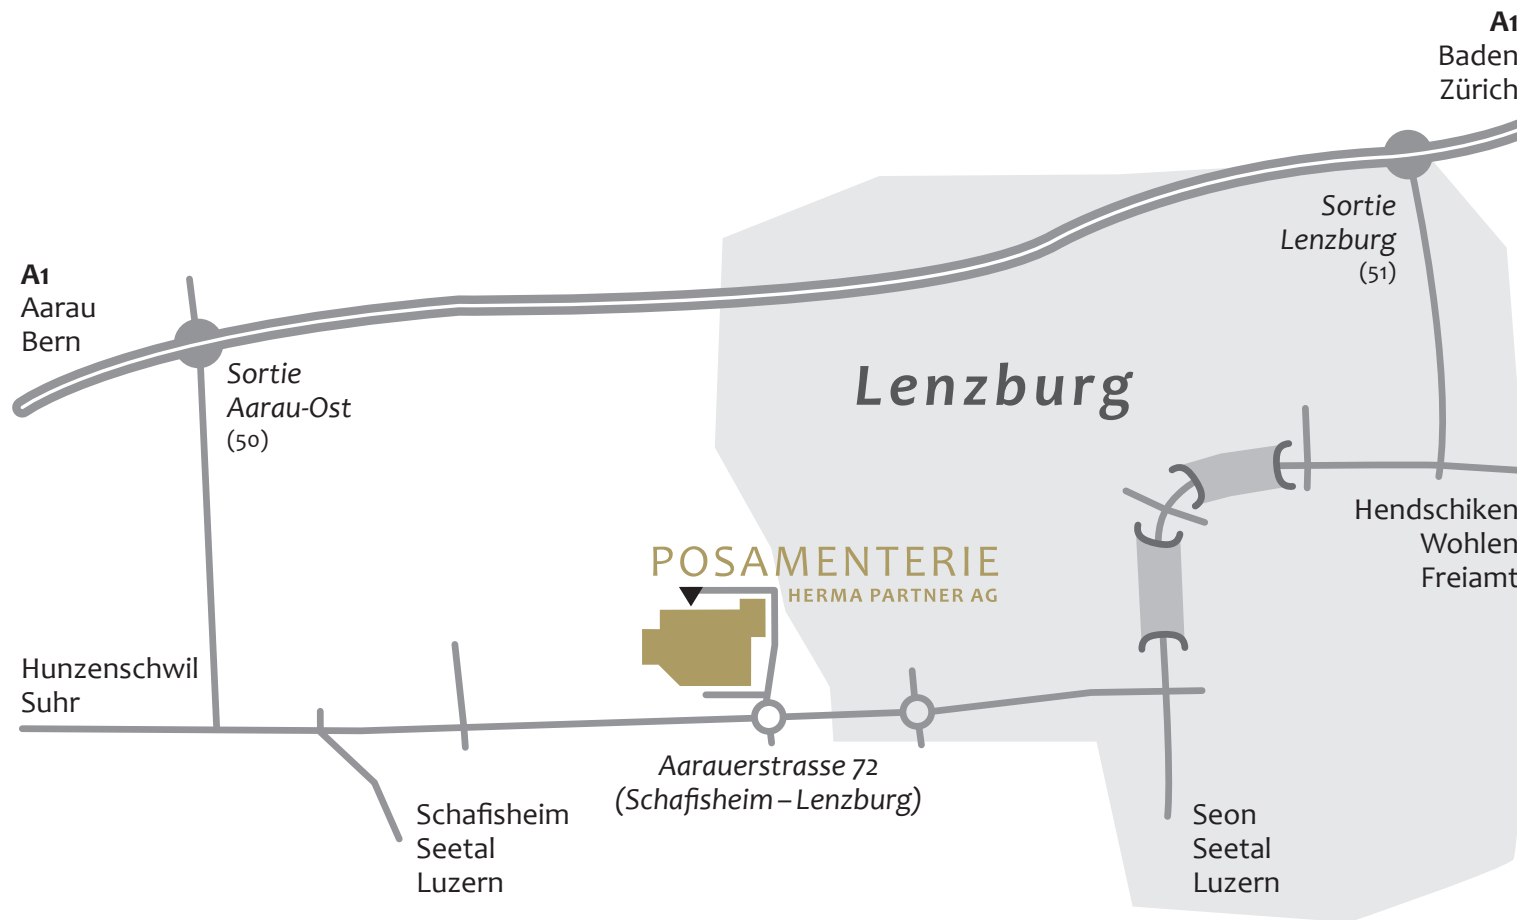 A1
Baden
Zürich
Sortie
Lenzburg
(51)
A1
Aarau
Bern
Sortie
Aarau-Ost
(50)
Lenzburg
Hendschiken
Wohlen
Freiamt
POSAMENTERIE
HERMA PARTNER AG
Hunzenschwil
Suhr
Aarauerstrasse 72
(Schafisheim – Lenzburg)
Schafisheim
Seetal
Luzern
Seon
Seetal
Luzern